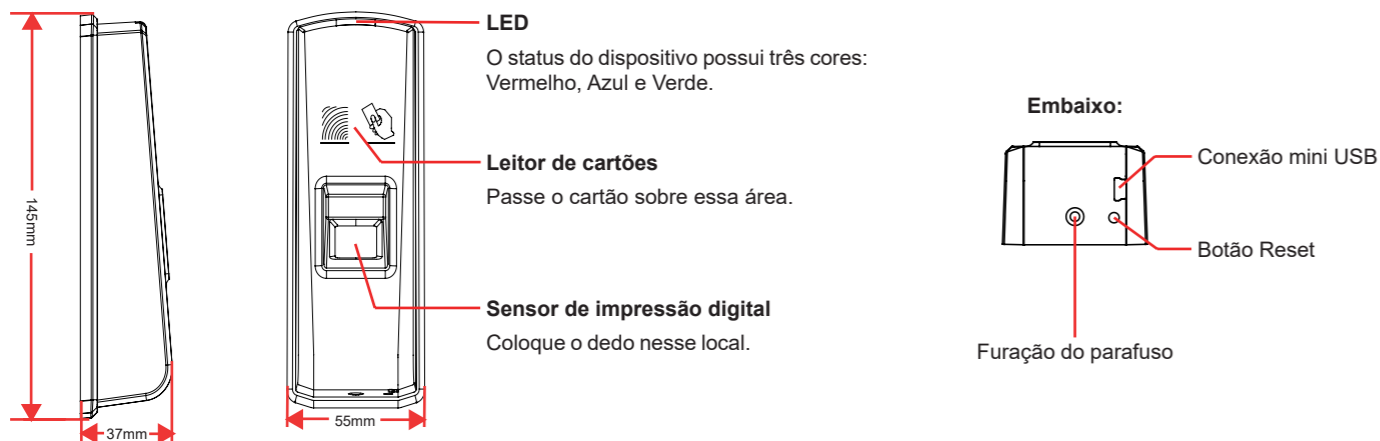 LED
O status do dispositivo possui três cores:
Vermelho, Azul e Verde.
Leitor de cartões
Passe o cartão sobre essa área.
Sensor de impressão digital
Coloque o dedo nesse local.
145mm
37mm
55mm
Embaixo:
Conexão mini USB
Botão Reset
Furação do parafuso